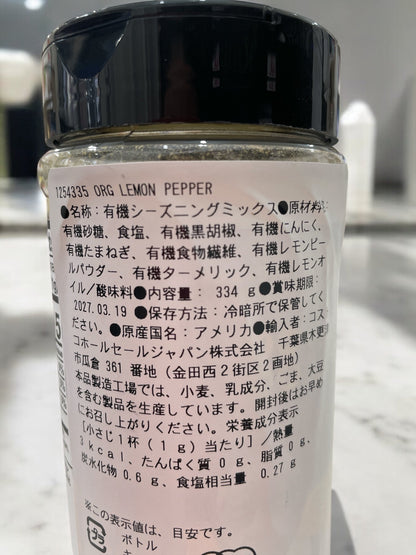 1254335 ORG LEMON PEPPER
●名称：有機シーズニングミックス●原材料：
有機砂糖、食塩、有機黒胡椒、有機にんにく、
有機たまねぎ、有機食物繊維、有機レモンピー
ルパウダー、有機ターメリック、有機レモンオ
イル/酸味料●内容量： 334 g●賞味期限：
2027.03.19 ●保存方法：冷暗所で保管してく
ださい。●原産国名：アメリカ●輸入者：コス
コホールセールジャパン株式会社 千葉県木更
市瓜倉 361 番地（金田西２街区２画地）
本品製造工場では、小麦、乳成分、ごま、大豆
を含む製品を生産しています。開封後はお早め
にお召し上がりください。栄養成分表示
[小さじ１杯（１g）当たり］／熱量
3 kcal、たんぱく質 0 g、脂質 0 g、
炭水化物 0.6 g、食塩相当量 0.27 g
※この表示値は、目安です。
ボトル
プラ